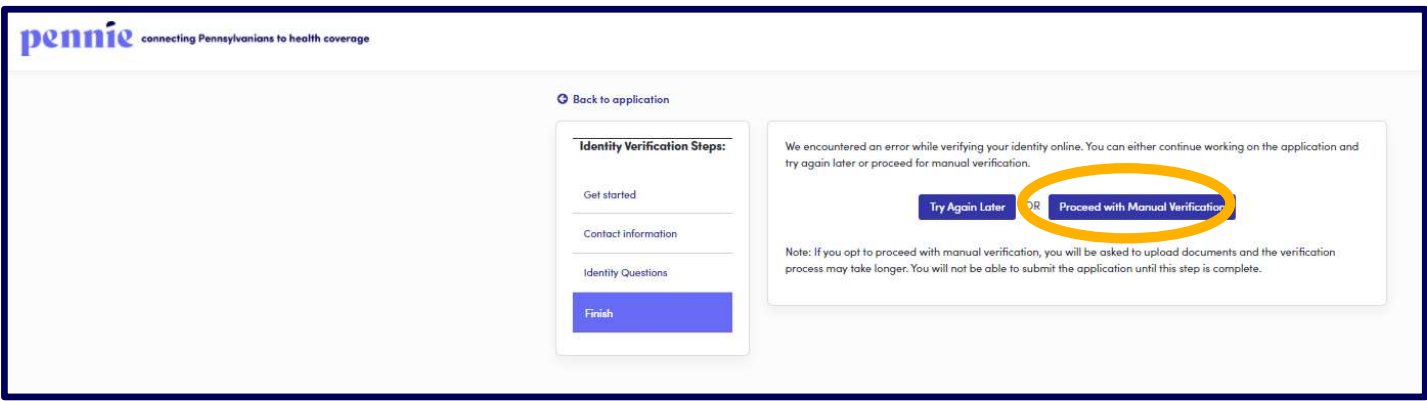 pennie connecting Pennsylvanians to health coverage
Back to application
Identity Verification Steps:
Get started
Contact information
Identity Questions
Finish
We encountered an error while verifying your identity online. You can either continue working on the application and
try again later or proceed for manual verification.
Try Again Later OR Proceed with Manual Verification
Note: If you opt to proceed with manual verification, you will be asked to upload documents and the verification
process may take longer. You will not be able to submit the application until this step is complete.